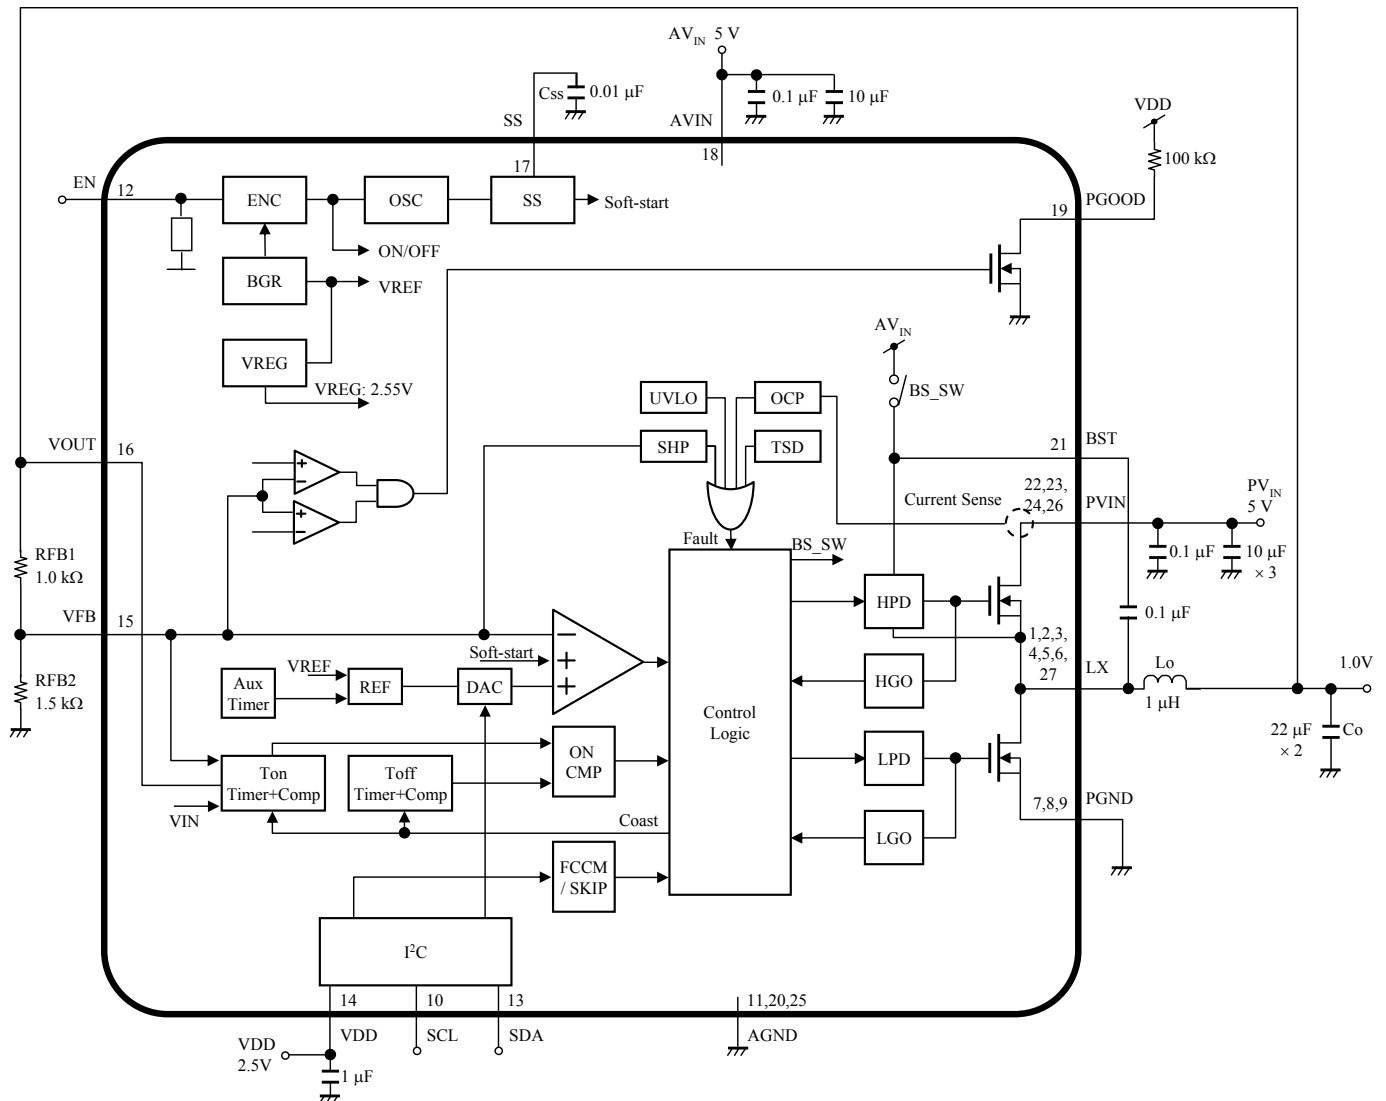 AVIN 5 V
Css
0.01 μF
0.1 μF
10 μF
VDD
SS
AVIN
100 kΩ
17
18
EN
12
ENC
OSC
SS
Soft-start
19
PGOOD
ON/OFF
BGR
VREF
VREG
VREG: 2.55V
AVIN
BS_SW
UVLO
OCP
SHP
TSD
VOUT
16
21
BST
+
−
+
−
Current Sense
22,23,
24,26
PVIN
PVIN
5 V
Fault
BS_SW
0.1 μF
10 μF
× 3
RFB1
1.0 kΩ
HPD
0.1 μF
VFB
15
−
+
+
Soft-start
VREF
1,2,3,
4,5,6,
27
LX
Lo
1 μH
1.0V
RFB2
1.5 kΩ
Aux
Timer
REF
DAC
HGO
Control
Logic
22 μF
× 2
Co
Ton
Timer+Comp
Toff
Timer+Comp
ON
CMP
LPD
VIN
Coast
7,8,9
PGND
LGO
FCCM
/ SKIP
I²C
14
10
13
11,20,25
VDD
SCL
SDA
AGND
VDD
2.5V
1 μF